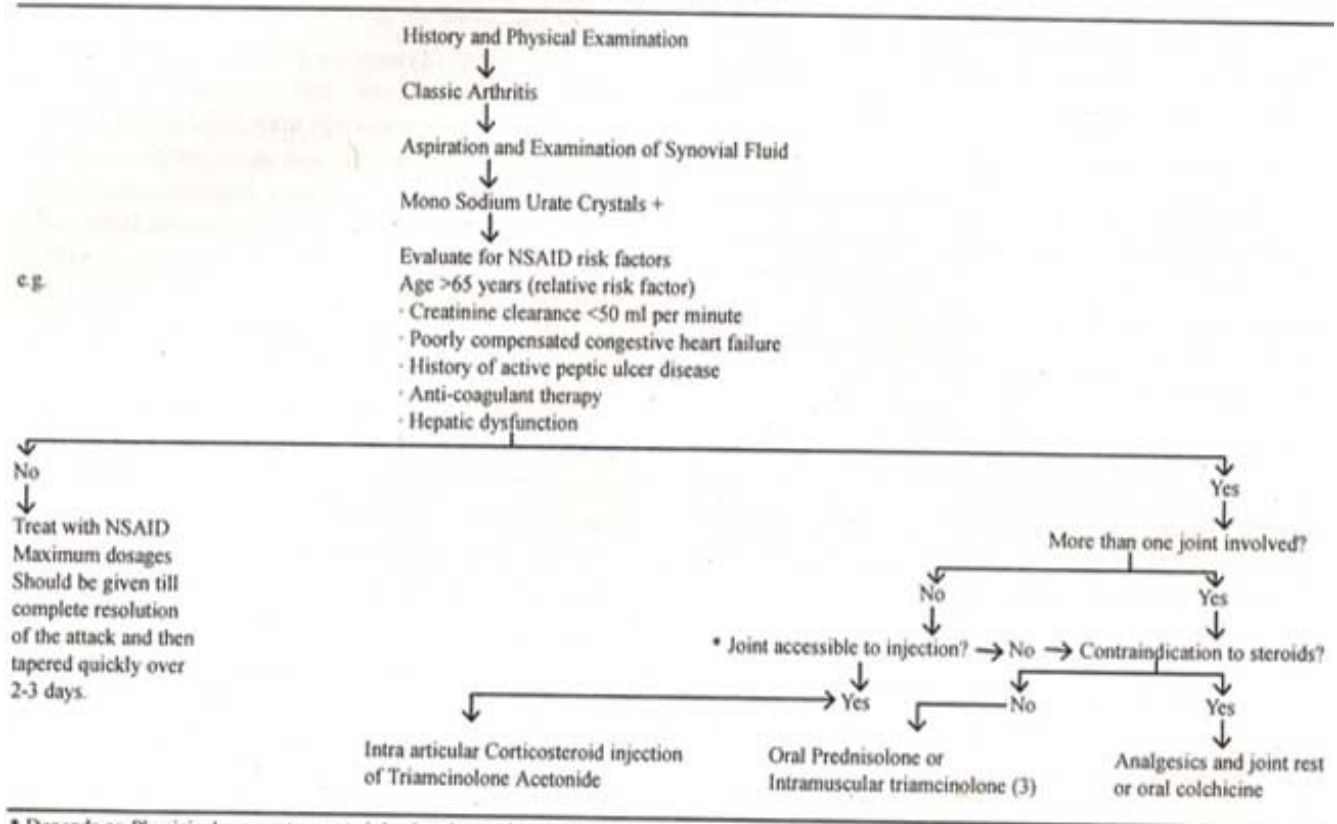 History and Physical Examination
Classic Arthritis
Aspiration and Examination of Synovial Fluid
Mono Sodium Urate Crystals +
e.g.
Evaluate for NSAID risk factors
Age >65 years (relative risk factor)
· Creatinine clearance <50 ml per minute
· Poorly compensated congestive heart failure
· History of active peptic ulcer disease
· Anti-coagulant therapy
· Hepatic dysfunction
No
Yes
Treat with NSAID
Maximum dosages
Should be given till
complete resolution
of the attack and then
tapered quickly over
2-3 days.
More than one joint involved?
No
Yes
* Joint accessible to injection? → No → Contraindication to steroids?
Yes
No
Yes
Intra articular Corticosteroid injection
of Triamcinolone Acetonide
Oral Prednisolone or
Intramuscular triamcinolone (3)
Analgesics and joint rest
or oral colchicine